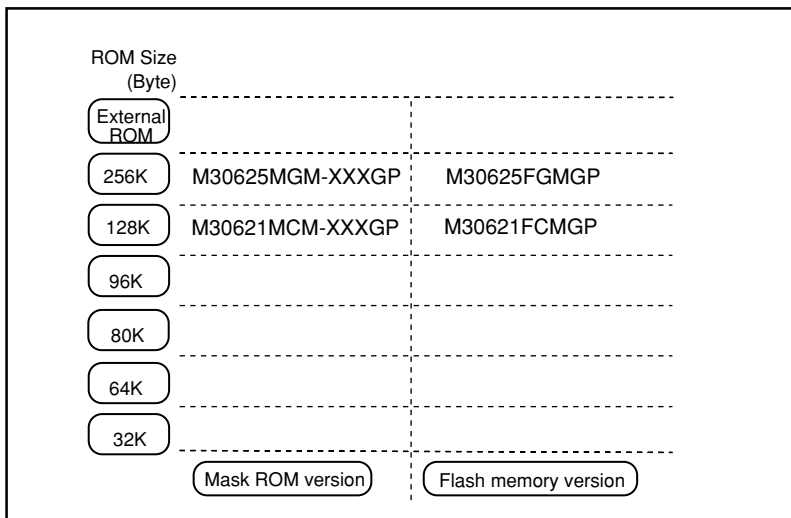 ROM Size
(Byte)
External
ROM
256K M30625MGM-XXXGP M30625FGMGP
128K M30621MCM-XXXGP M30621FCMGP
96K
80K
64K
32K
Mask ROM version Flash memory version